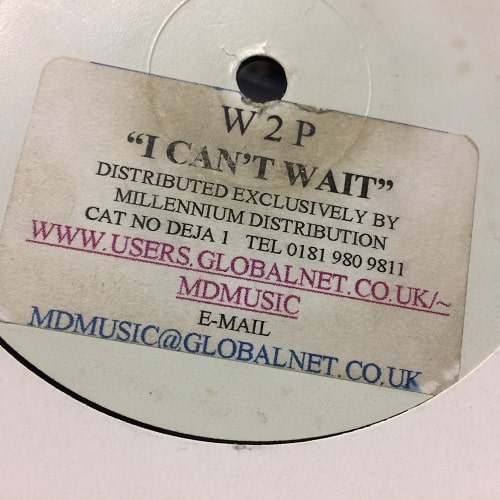 W 2 P
“I CAN’T WAIT”
DISTRIBUTED EXCLUSIVELY BY
MILLENNIUM DISTRIBUTION
CAT NO DEJA 1 TEL 0181 980 9811
WWW.USERS.GLOBALNET.CO.UK/~
MDMUSIC
E-MAIL
MDMUSIC@GLOBALNET.CO.UK